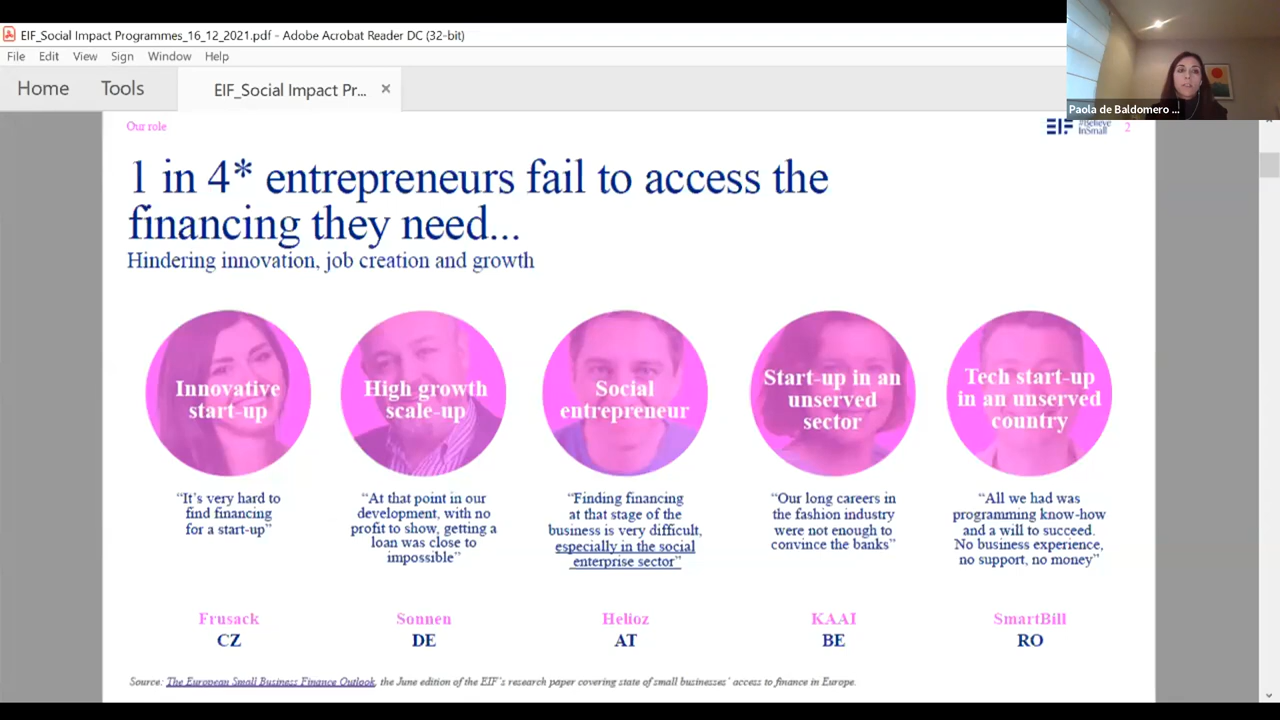 EIF_Social Impact Programmes_16_12_2021.pdf - Adobe Acrobat Reader DC (32-bit)
File Edit View Sign Window Help
Home Tools EIF_Social Impact Pr... ×
Paola de Baldomero ...
Our role
EIF #Believe InSmall 2
1 in 4* entrepreneurs fail to access the
financing they need...
Hindering innovation, job creation and growth
Innovative
start-up
High growth
scale-up
Social
entrepreneur
Start-up in an
unserved
sector
Tech start-up
in an unserved
country
“It’s very hard to
find financing
for a start-up”
“At that point in our
development, with no
profit to show, getting a
loan was close to
impossible”
“Finding financing
at that stage of the
business is very difficult,
especially in the social
enterprise sector”
“Our long careers in
the fashion industry
were not enough to
convince the banks”
“All we had was
programming know-how
and a will to succeed.
No business experience,
no support, no money”
Frusack
CZ
Sonnen
DE
Helioz
AT
KAAI
BE
SmartBill
RO
Source: The European Small Business Finance Outlook, the June edition of the EIF’s research paper covering state of small businesses’ access to finance in Europe.